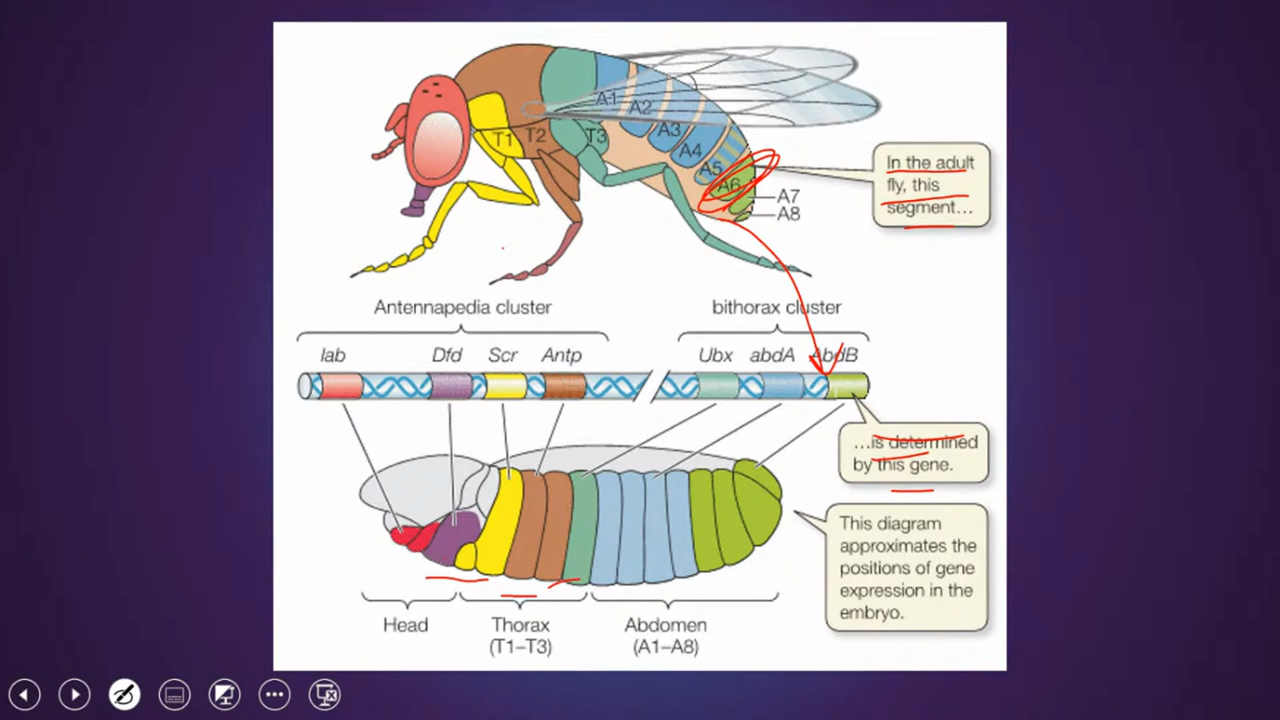 A1
A2
A3
A4
A5
A6
A7
A8
T1
T2
T3
In the adult
fly, this
segment…
Antennapedia cluster
bithorax cluster
lab
Dfd
Scr
Antp
Ubx
abdA
AbdB
…is determined
by this gene.
This diagram
approximates the
positions of gene
expression in the
embryo.
Head
Thorax
(T1–T3)
Abdomen
(A1–A8)